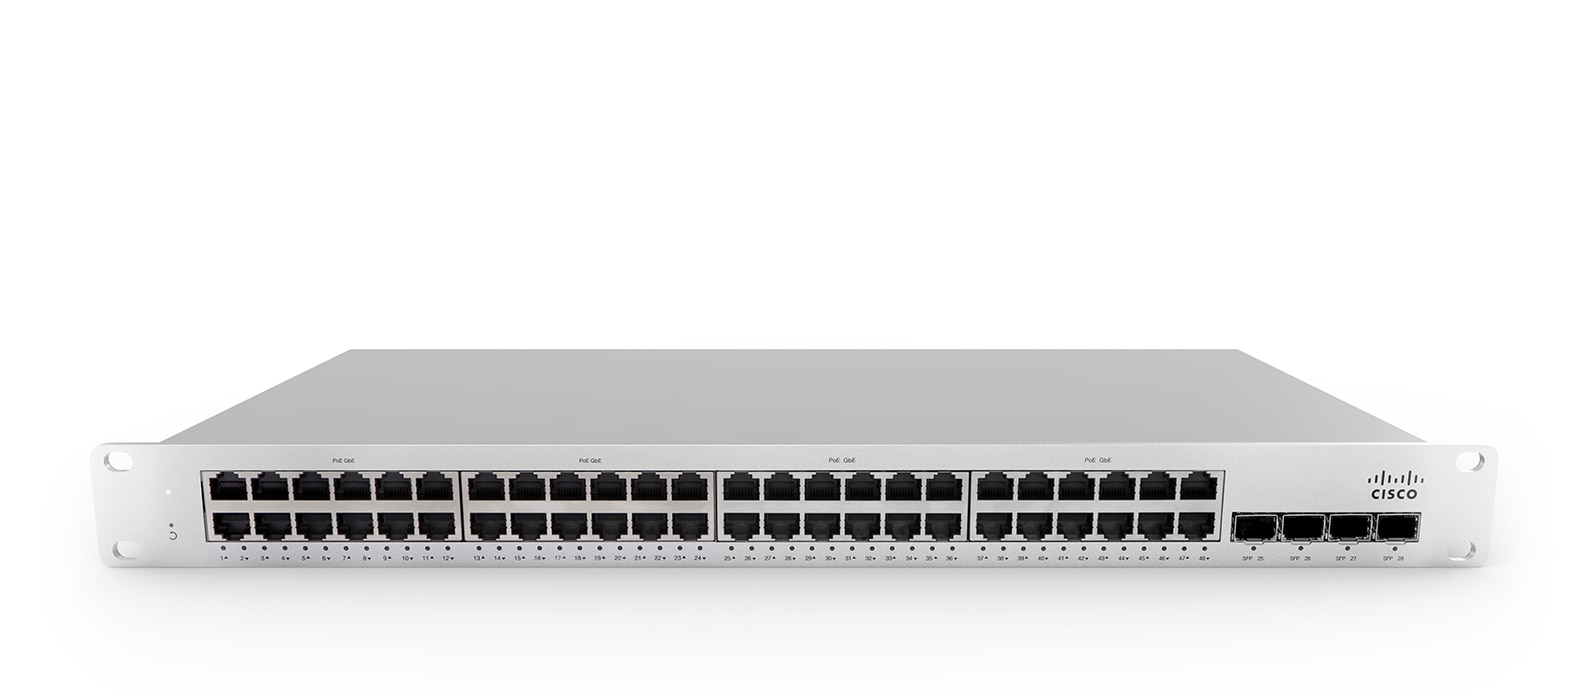 PoE GbE
PoE GbE
PoE GbE
PoE GbE
CISCO
1 2 3 4 5 6 7 8 9 10 11 12
13 14 15 16 17 18 19 20 21 22 23 24
25 26 27 28 29 30 31 32 33 34 35 36
37 38 39 40 41 42 43 44 45 46 47 48
SFP 25
SFP 26
SFP 27
SFP 28